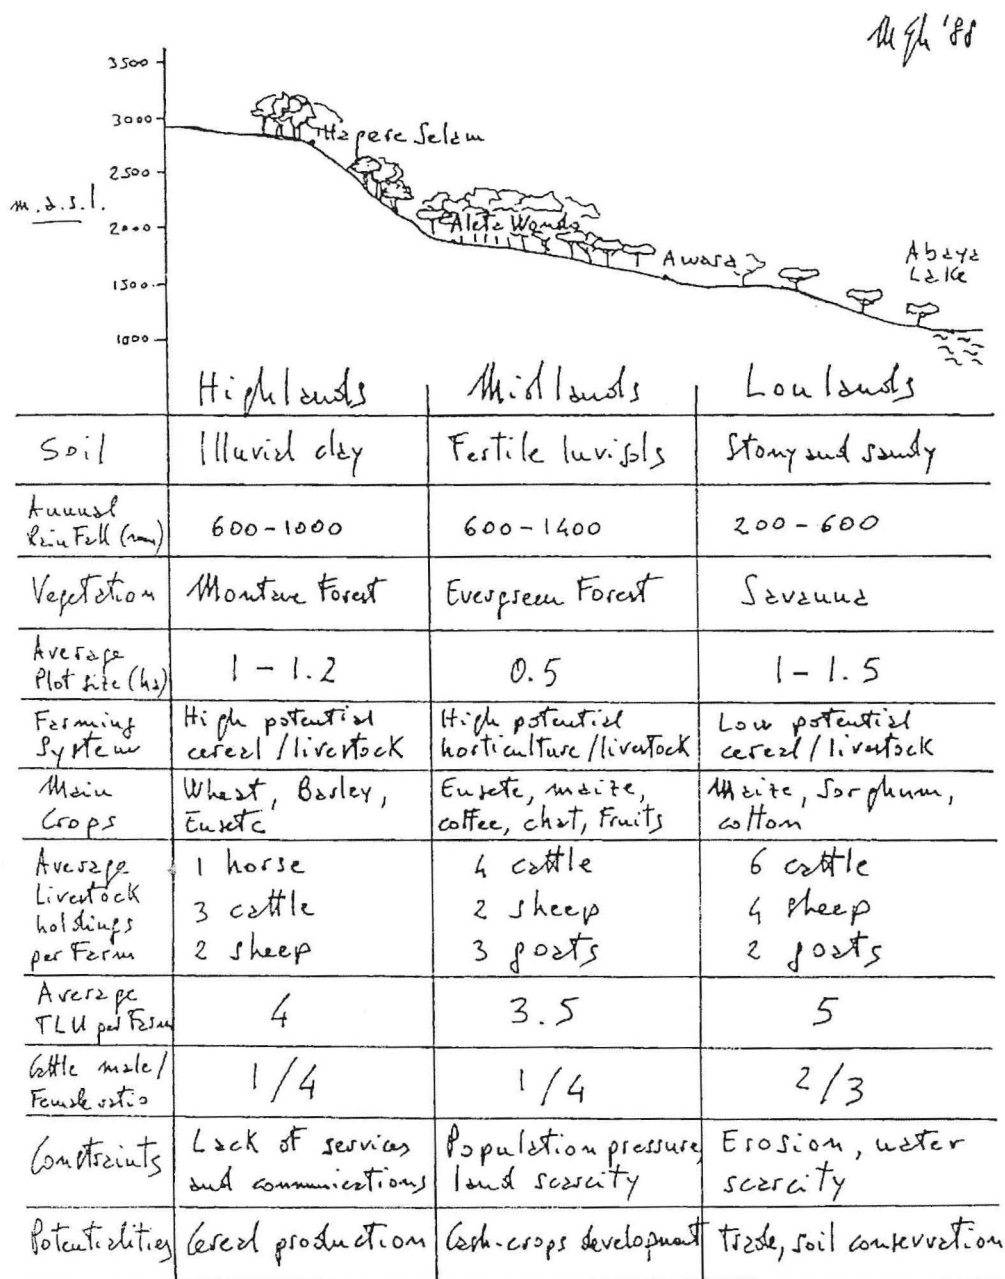 '88
3500
3000
Hagere Selam
2500
m.a.s.l.
2000
Aleta Wondo
Awasa
Abaya
Lake
1500
1000
Highlands Midlands Lowlands
Soil Illuvial clay Fertile luvisols Stony and sandy
Annual
Rainfall (mm) 600-1000 600-1400 200-600
Vegetation Montane Forest Evergreen Forest Savanna
Average
Plot size (ha) 1-1.2 0.5 1-1.5
Farming High potential High potential Low potential
System cereal/livestock horticulture/livestock cereal/livestock
Main Wheat, Barley, Ensete, maize, Maize, Sorghum,
Crops Ensete coffee, chat, Fruits cotton
Average 1 horse 4 cattle 6 cattle
Livestock
holdings 3 cattle 2 sheep 4 sheep
per Farm 2 sheep 3 goats 2 goats
Average
TLU per Farm 4 3.5 5
Cattle male/
Female ratio 1/4 1/4 2/3
Constraints Lack of services Population pressure, Erosion, water
and communications land scarcity scarcity
Potentialities Cereal production Cash-crops development Trade, soil conservation